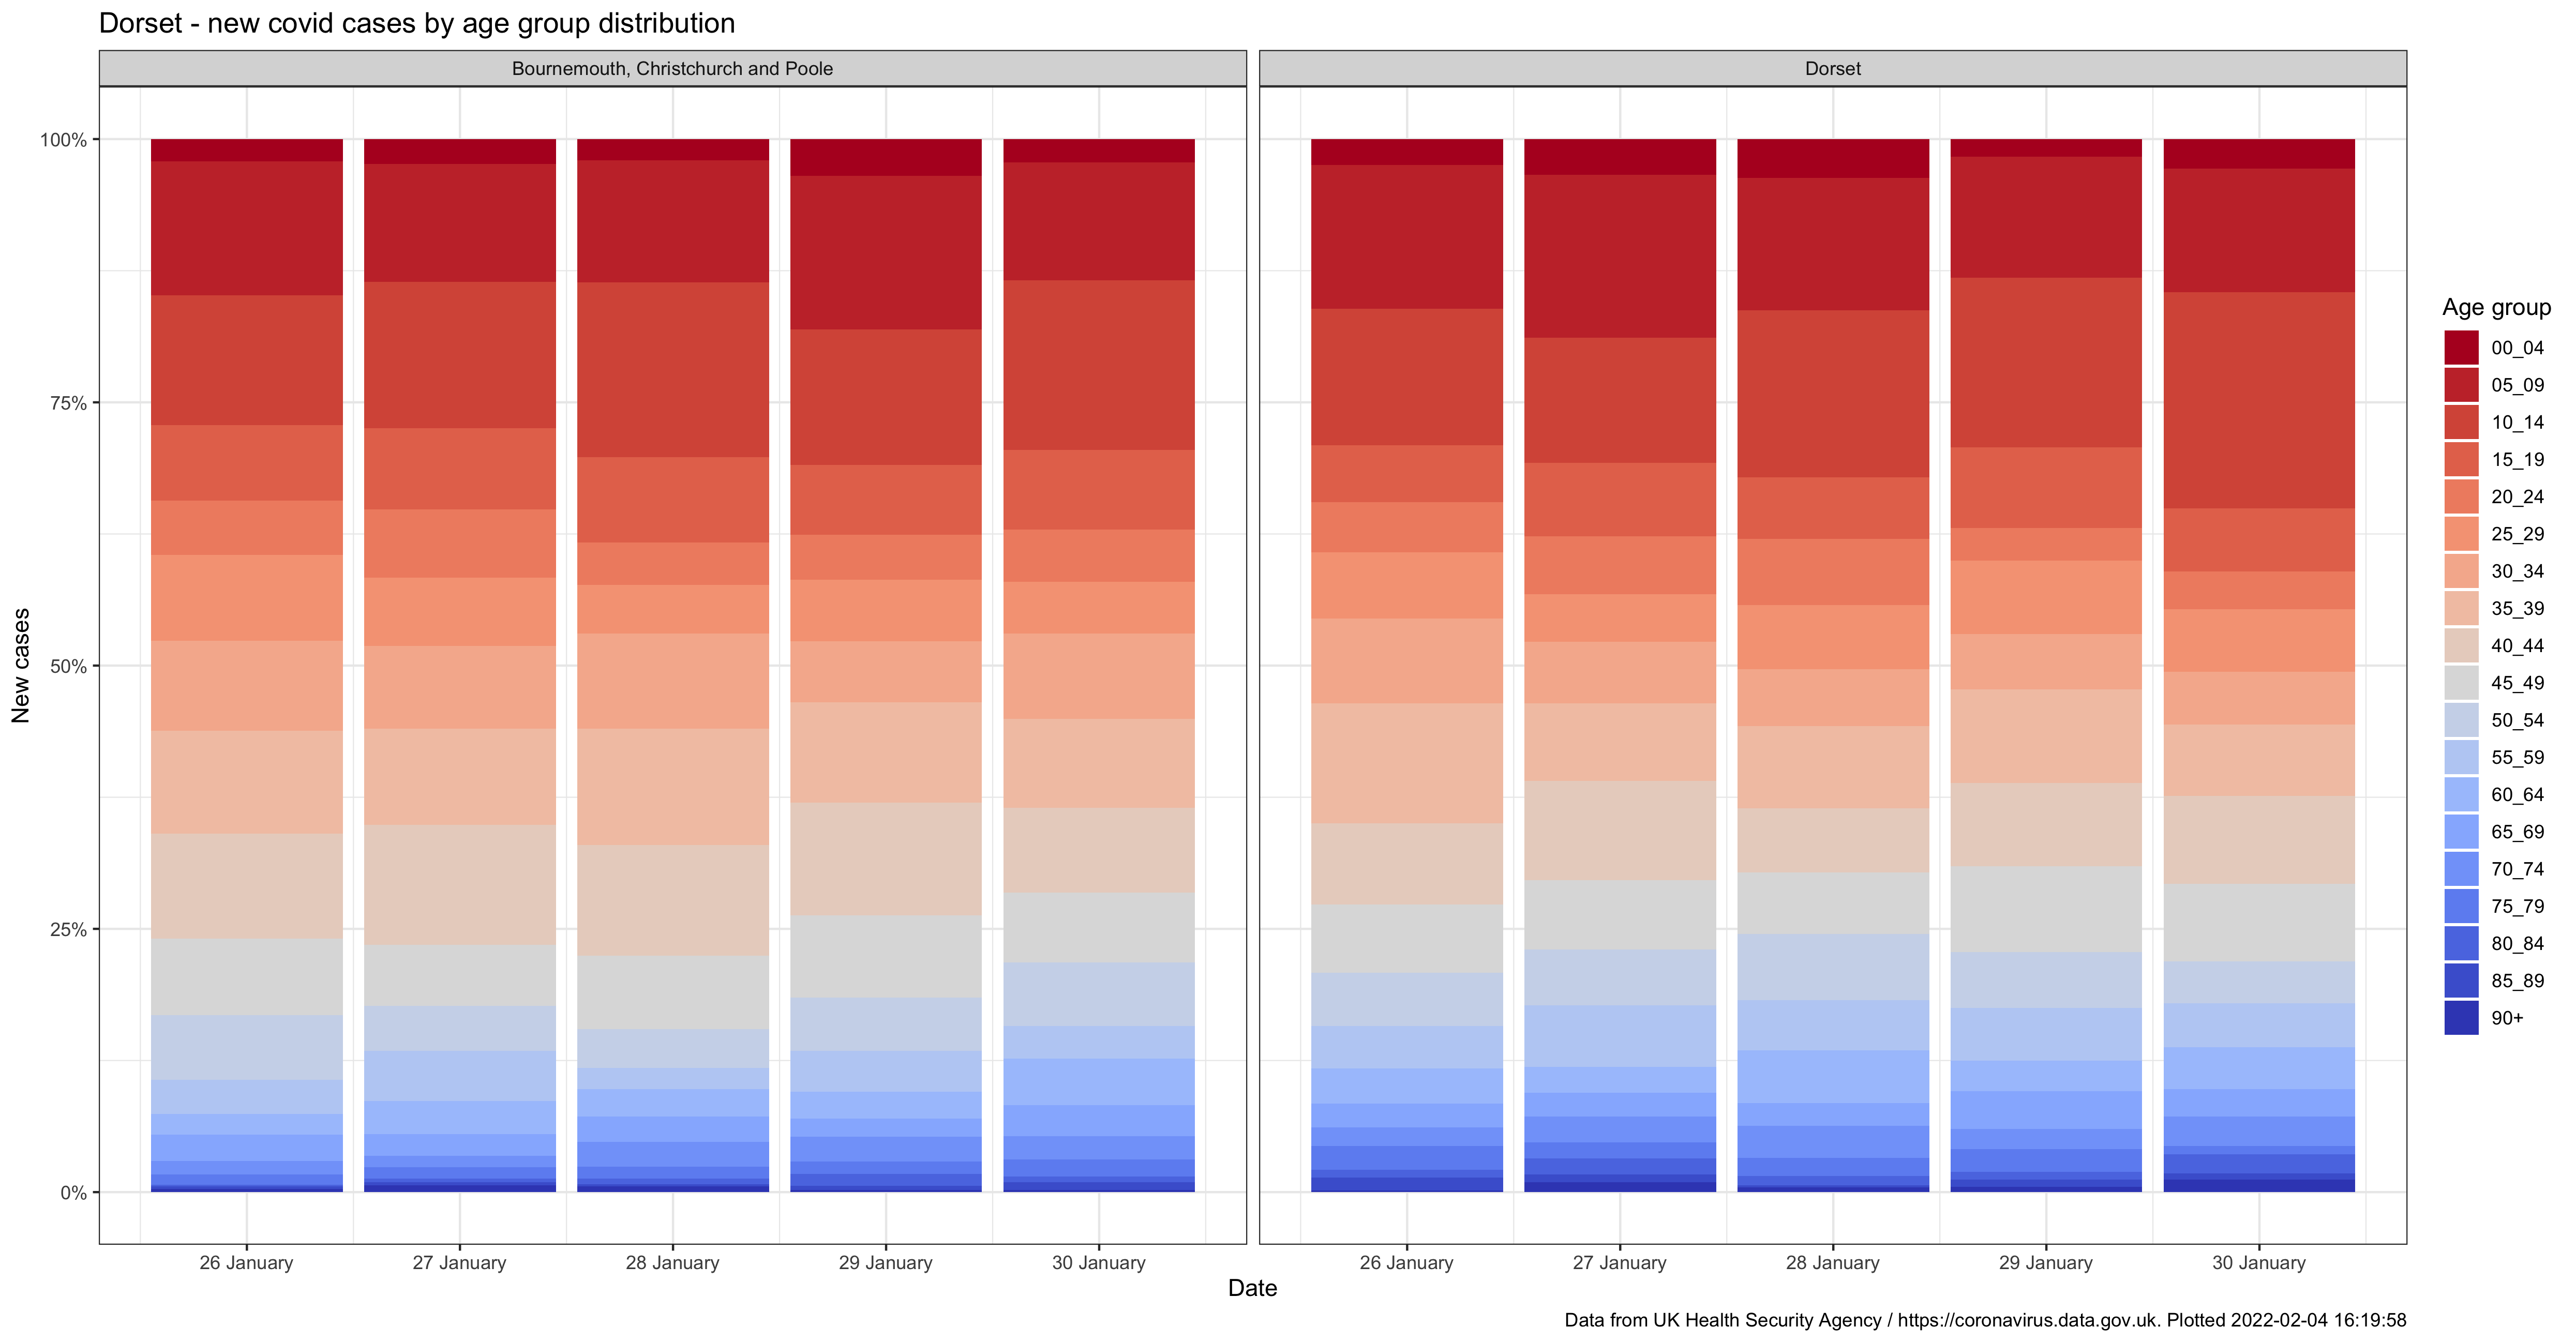 Dorset - new covid cases by age group distribution
Bournemouth, Christchurch and Poole
Dorset
100%
75%
50%
25%
0%
New cases
26 January
27 January
28 January
29 January
30 January
26 January
27 January
28 January
29 January
30 January
Date
Age group
00_04
05_09
10_14
15_19
20_24
25_29
30_34
35_39
40_44
45_49
50_54
55_59
60_64
65_69
70_74
75_79
80_84
85_89
90+
Data from UK Health Security Agency / https://coronavirus.data.gov.uk. Plotted 2022-02-04 16:19:58